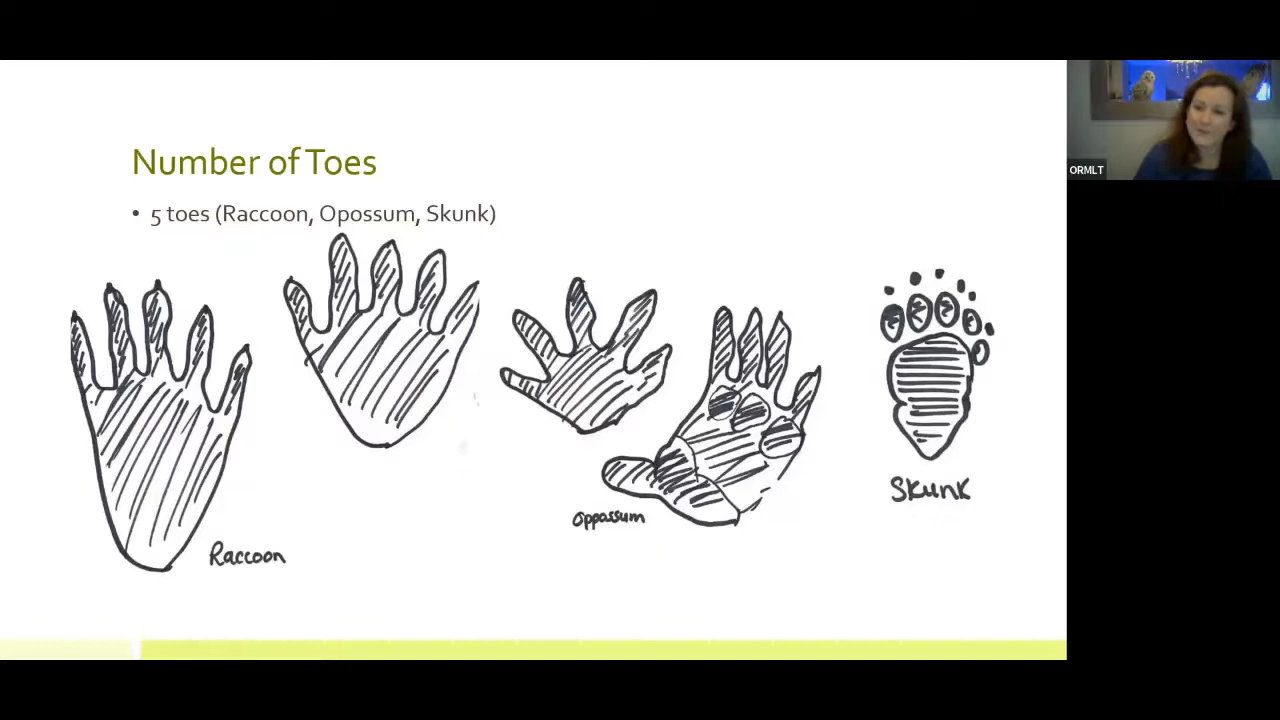 Number of Toes
• 5 toes (Raccoon, Opossum, Skunk)
Raccoon
Oppossum
Skunk
ORMLT